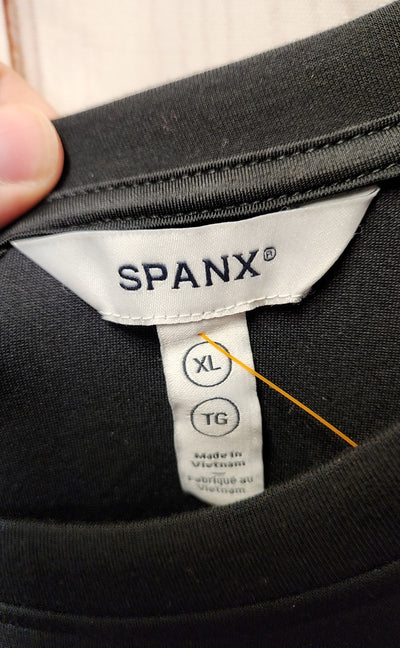 SPANX®
XL
TG
Made in
Vietnam
Fabriqué au
Vietnam